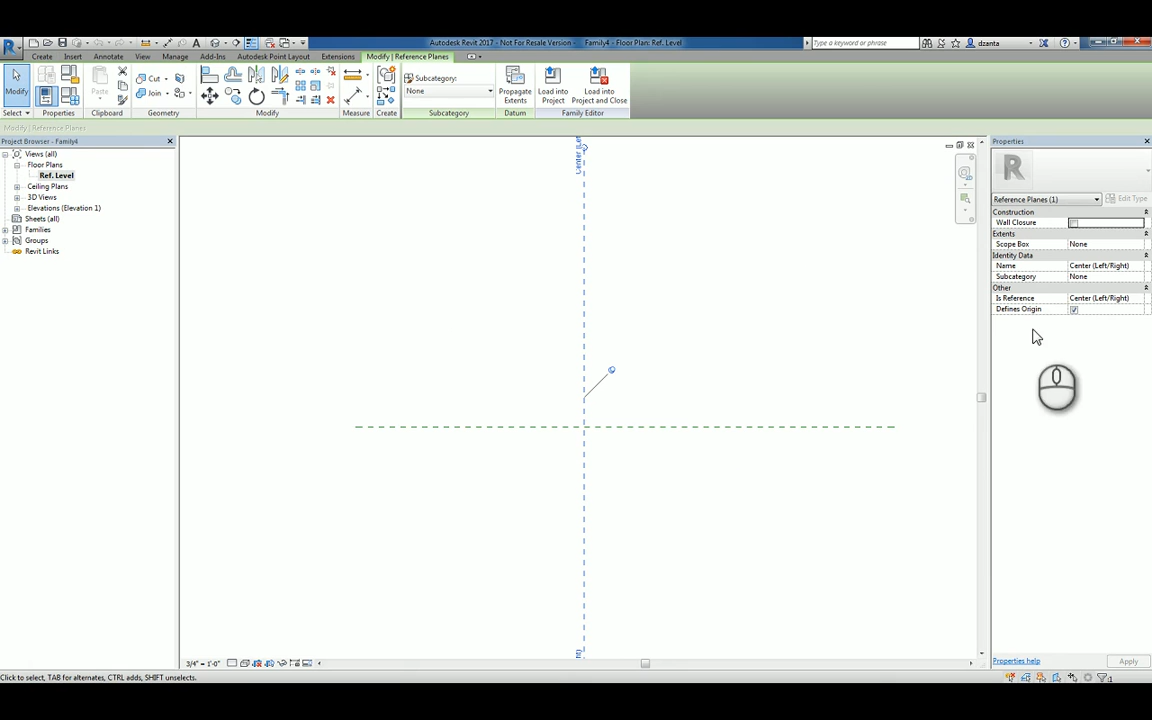 Autodesk Revit 2017 - Not For Resale Version - Family4 - Floor Plan: Ref. Level
Type a keyword or phrase
dzanta
Create Insert Annotate View Manage Add-Ins Autodesk Point Layout Extensions Modify | Reference Planes
Modify
Paste
Cut
Join
Subcategory:
None
Propagate Extents
Load into Project
Load into Project and Close
Select Properties Clipboard Geometry Modify Measure Create Subcategory Datum Family Editor
Modify | Reference Planes
Project Browser - Family4
Views (all)
Floor Plans
Ref. Level
Ceiling Plans
3D Views
Elevations (Elevation 1)
Sheets (all)
Families
Groups
Revit Links
Center (Le
Properties
Reference Planes (1)
Edit Type
Construction
Wall Closure
Extents
Scope Box None
Identity Data
Name Center (Left/Right)
Subcategory None
Other
Is Reference Center (Left/Right)
Defines Origin
Properties help
Apply
3/4" = 1'-0"
Click to select, TAB for alternates, CTRL adds, SHIFT unselects.
:1